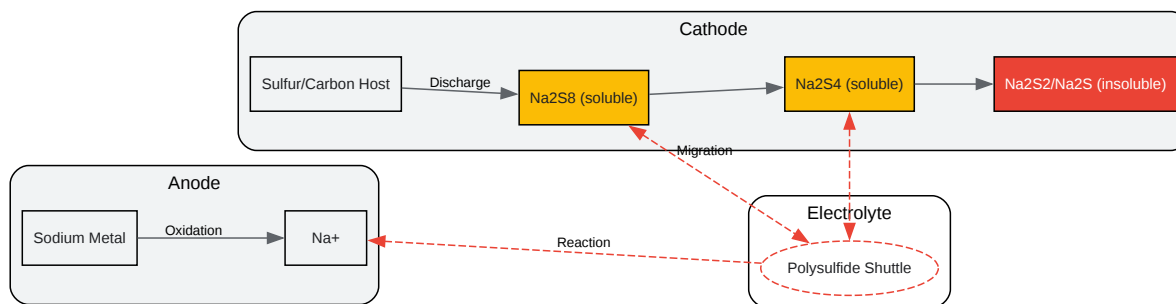 Cathode
Sulfur/Carbon Host
Discharge
Na2S8 (soluble)
Na2S4 (soluble)
Na2S2/Na2S (insoluble)
Migration
Anode
Sodium Metal
Oxidation
Na+
Reaction
Electrolyte
Polysulfide Shuttle